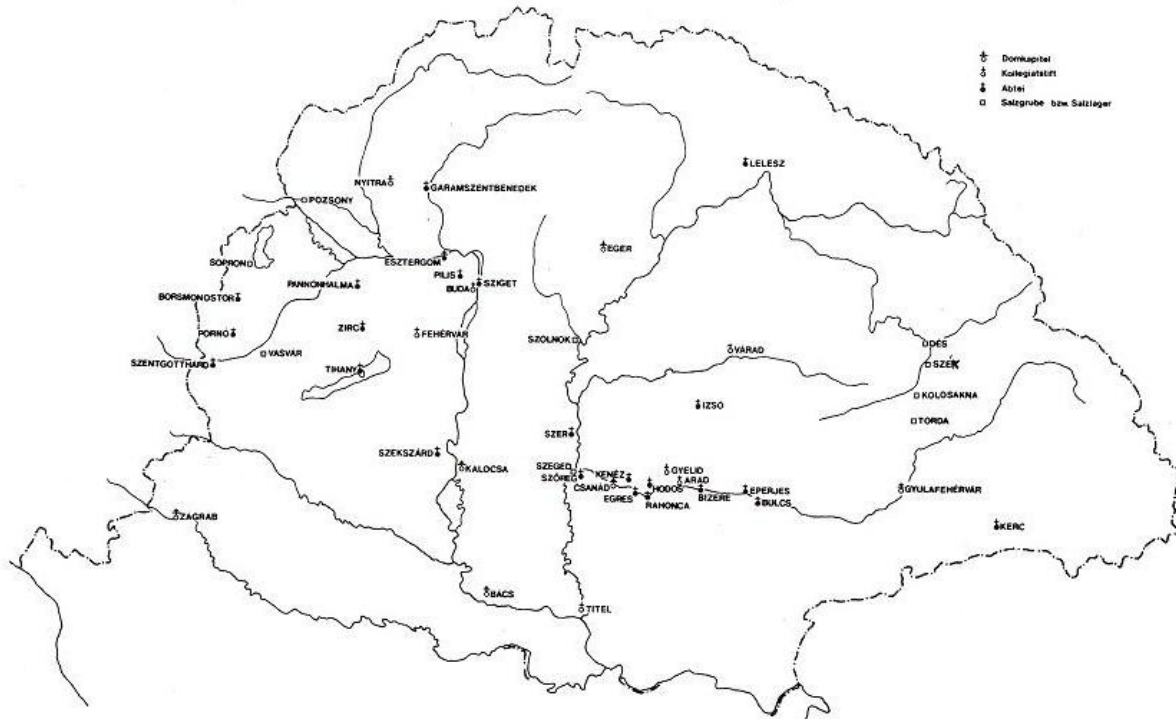 Domkapitel
Kollegiatstift
Abtei
Salzgrube bzw. Salzlager
LELESZ
NYITRA
GARAMSZENTBENEDEK
POZSONY
EGER
SOPRON
ESZTERGOM
PILIS
BUDA
SZIGET
PANNONHALMA
BORSMONDSTOR
ZIRC
FEHÉRVÁR
PORNÓ
SZOLNOK
DÉS
VÁRAD
VASVÁR
SZENTGOTTHÁRD
SZÉK
TIHANY
KOLOSAKNA
IZSÓ
TORDA
SZER
SZEKSZÁRD
KALOCSA
SZEGED
KENÉZ
GYELID
SZŐREG
CSANÁD
HODOS
ARAD
EGRES
BIZERE
EPERJES
GYULAFEHÉRVÁR
RAHONCA
BULCS
ZAGRAB
KERC
BÁCS
TITEL